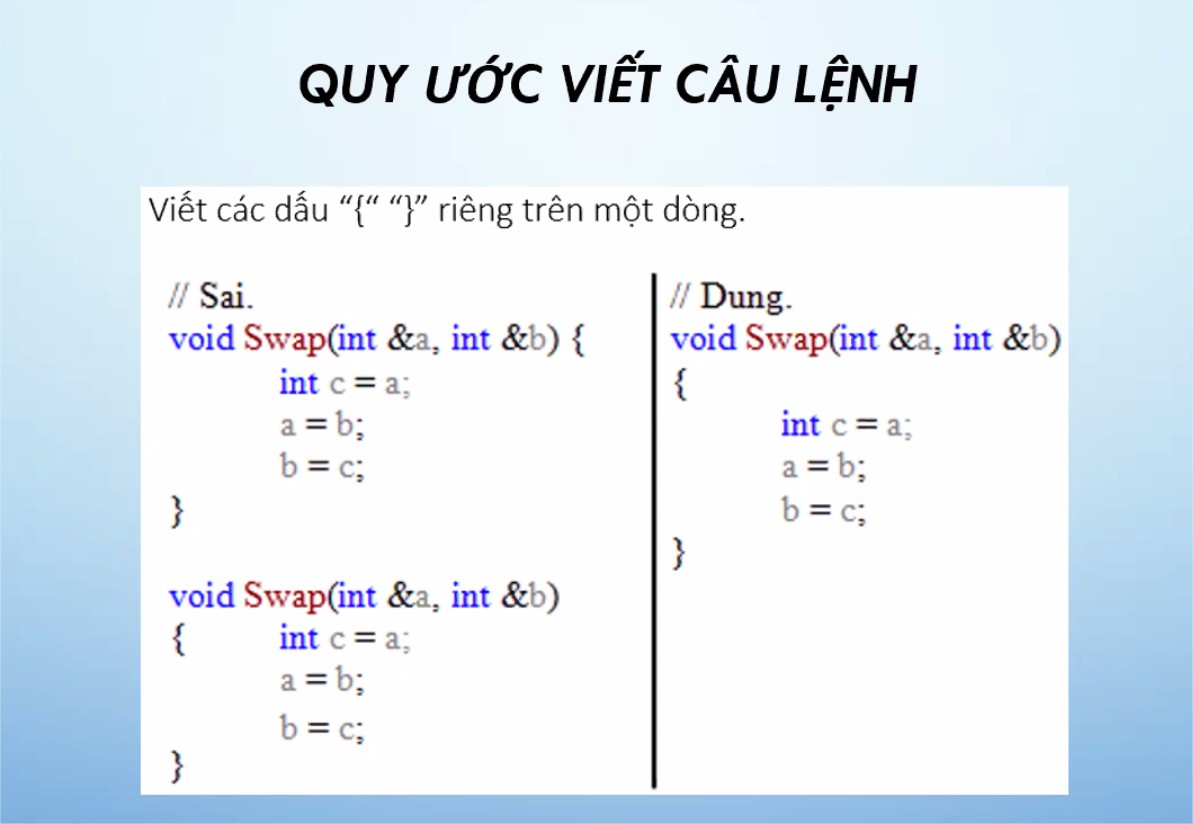 QUY ƯỚC VIẾT CÂU LỆNH
Viết các dấu “{“ “}” riêng trên một dòng.
// Sai.
void Swap(int &a, int &b) {
int c = a;
a = b;
b = c;
}
void Swap(int &a, int &b)
{ int c = a;
a = b;
b = c;
}
// Dung.
void Swap(int &a, int &b)
{
int c = a;
a = b;
b = c;
}